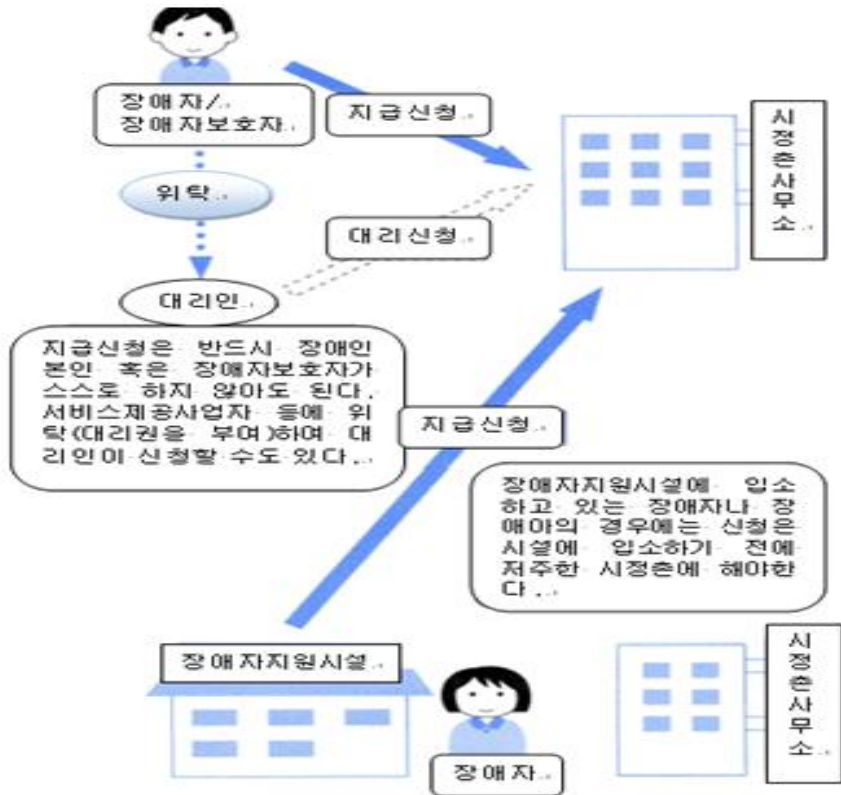 장애자/
장애자보호자
지급신청
시정촌사무소
위탁
대리신청
대리인
지급신청은 반드시 장애인
본인 혹은 장애자보호자가
스스로 하지 않아도 된다.
서비스제공사업자 등에 위
탁(대리권을 부여)하여 대
리인이 신청할 수도 있다.
지급신청
장애자지원시설에 입소
하고 있는 장애자나 장
애아의 경우에는 신청은
시설에 입소하기 전에
저주한 시정촌에 해야한
다.
장애자지원시설
시정촌사무소
장애자